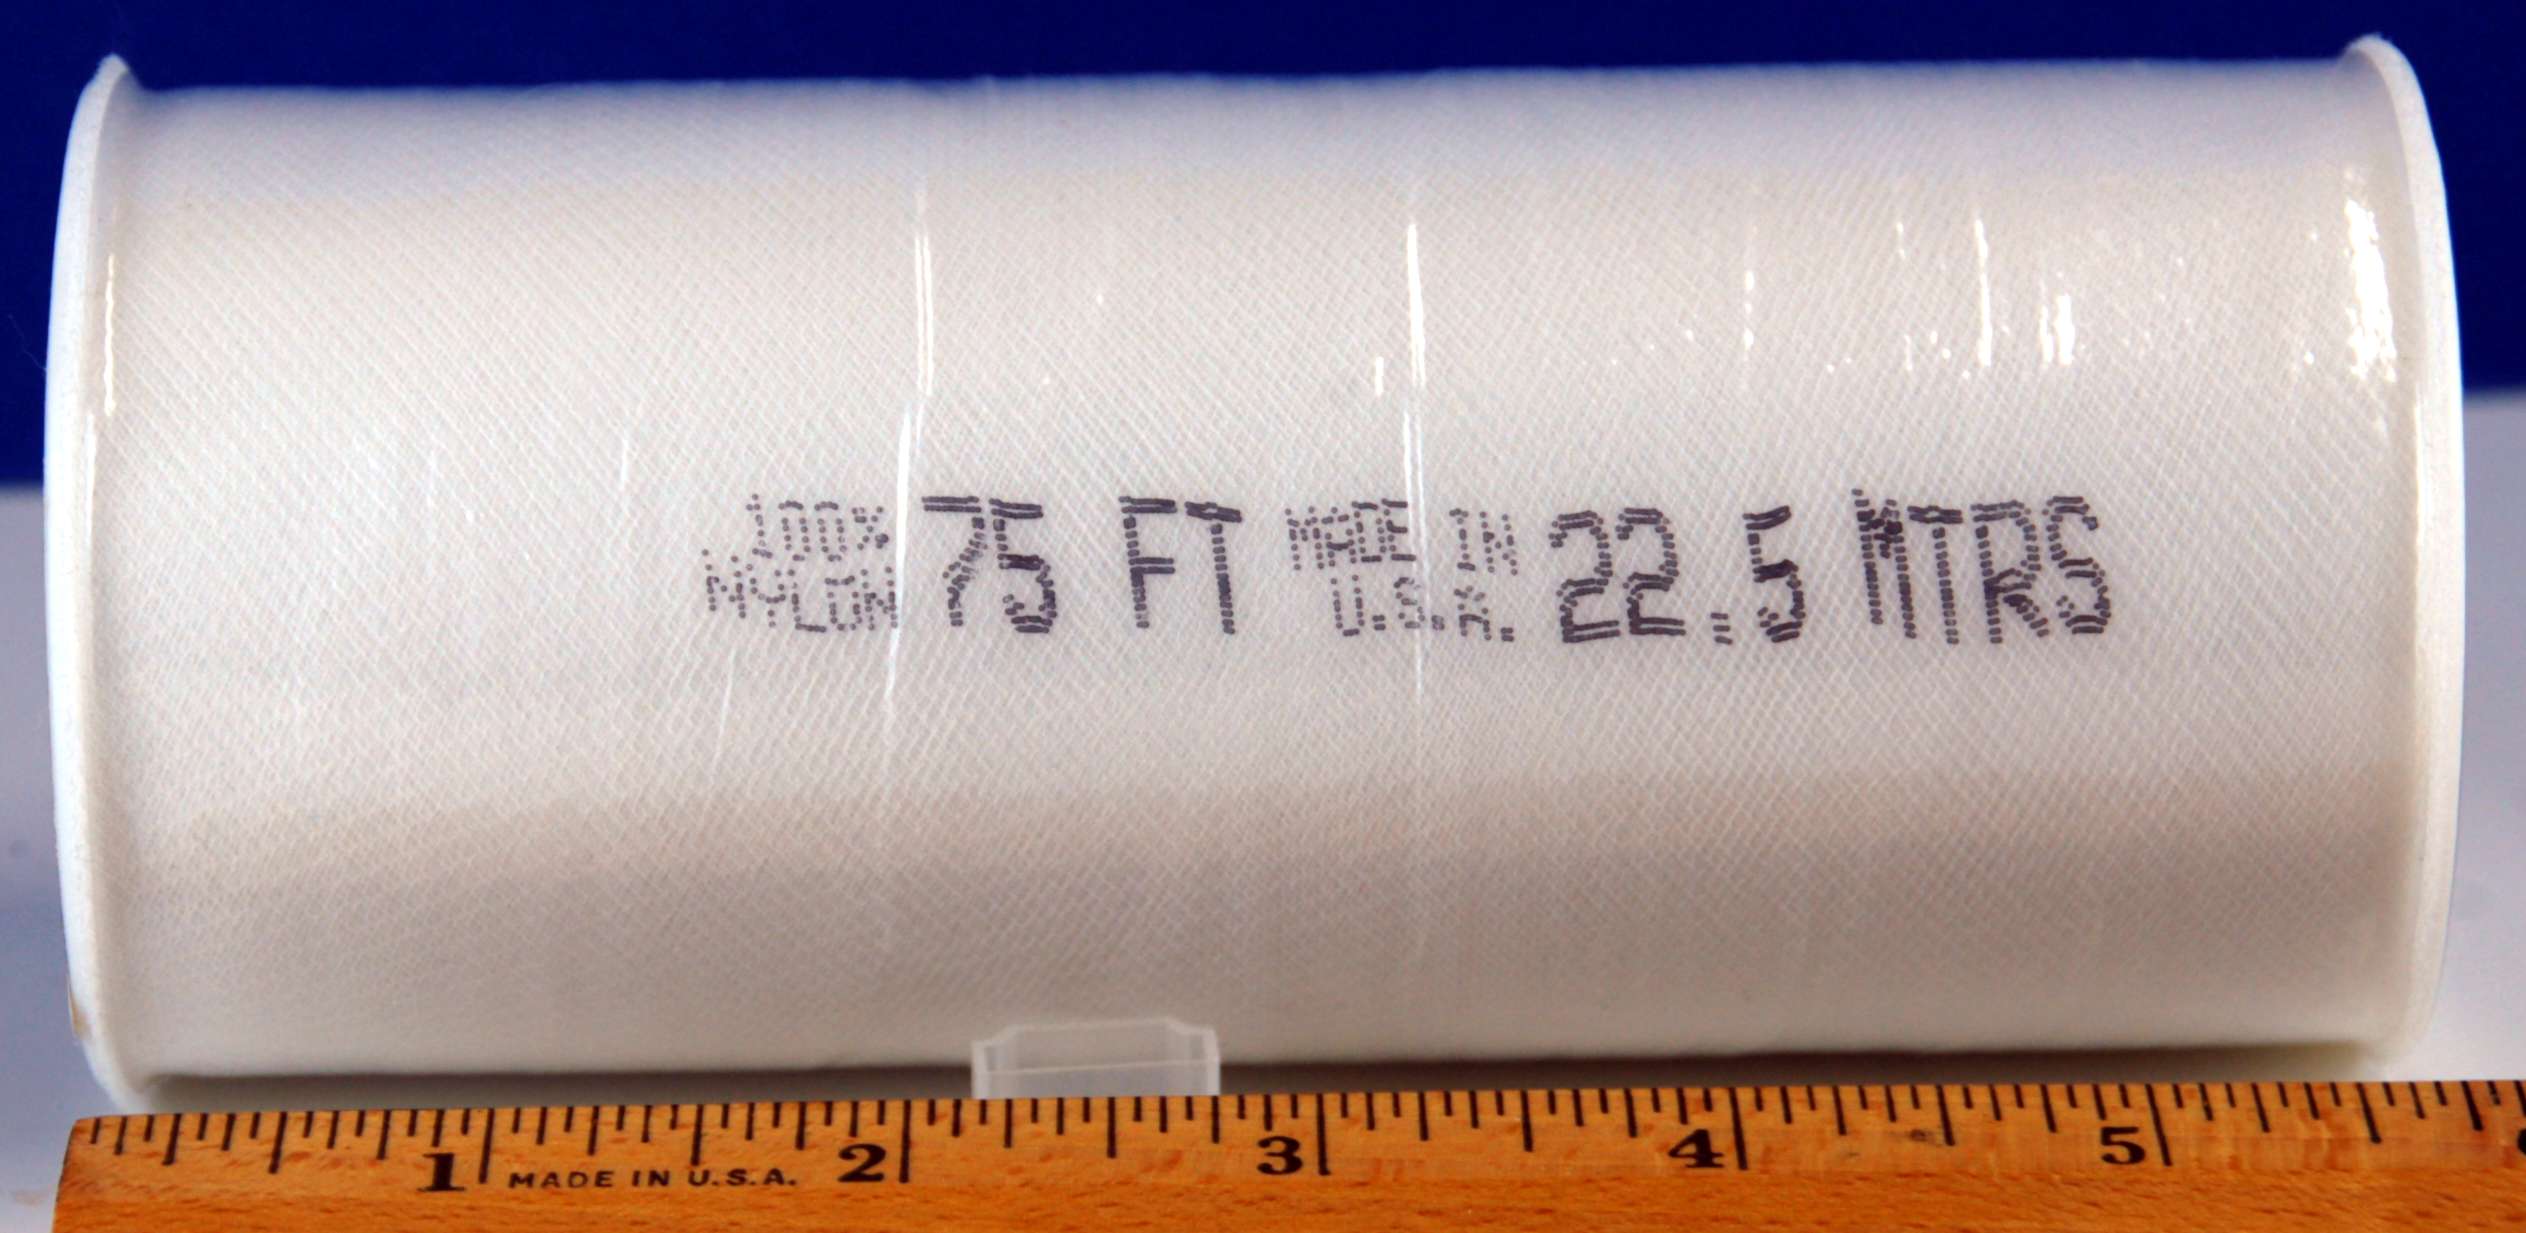 100%
NYLON
75 FT
MADE IN
U.S.A.
22.5 MTRS
1 2 3 4 5
MADE IN U.S.A.